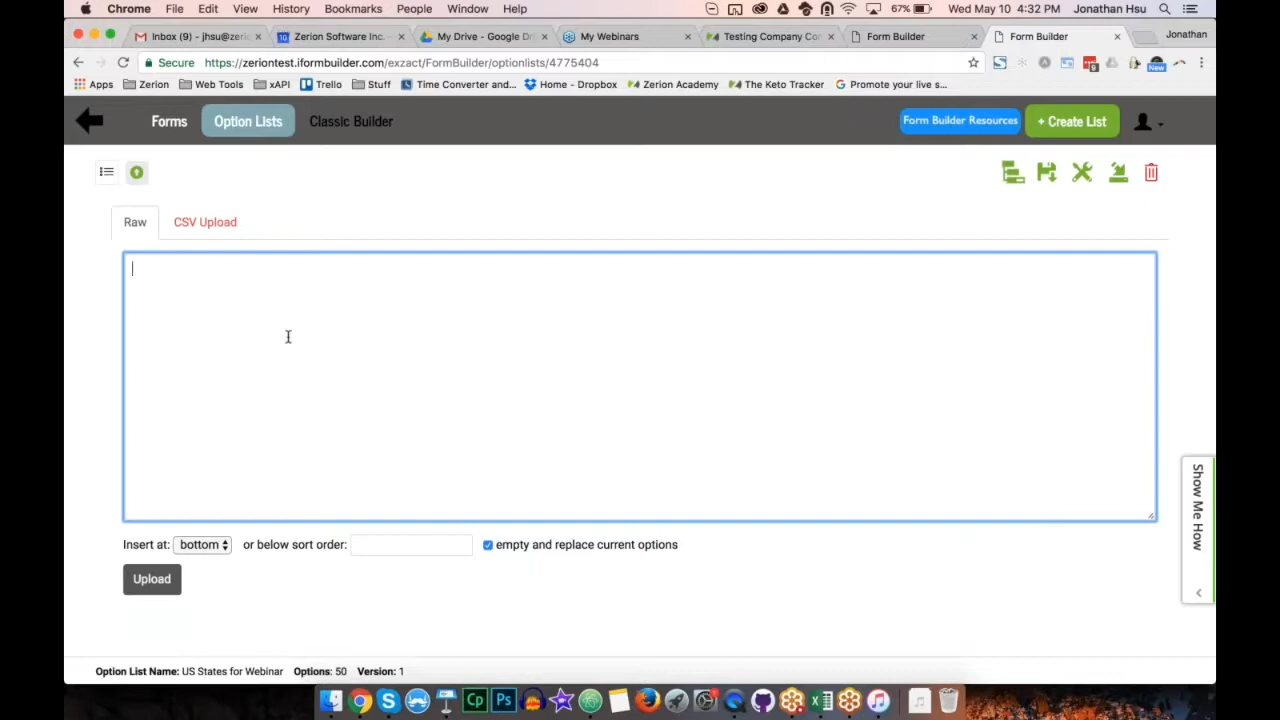 Chrome File Edit View History Bookmarks People Window Help 67% Wed May 10 4:32 PM Jonathan Hsu
Inbox (9) - jhsu@zeri 10 Zerion Software Inc. - My Drive - Google Dr My Webinars Testing Company Co Form Builder Form Builder Jonathan
Secure https://zeriontest.iformbuilder.com/exzact/FormBuilder/optionlists/4775404 9 New
Apps Zerion Web Tools xAPI Trello Stuff Time Converter and... Home - Dropbox Zerion Academy The Keto Tracker Promote your live s...
Forms Option Lists Classic Builder Form Builder Resources + Create List
Raw CSV Upload
Insert at: bottom or below sort order: empty and replace current options
Upload
Show Me How
Option List Name: US States for Webinar Options: 50 Version: 1
Cp Ps